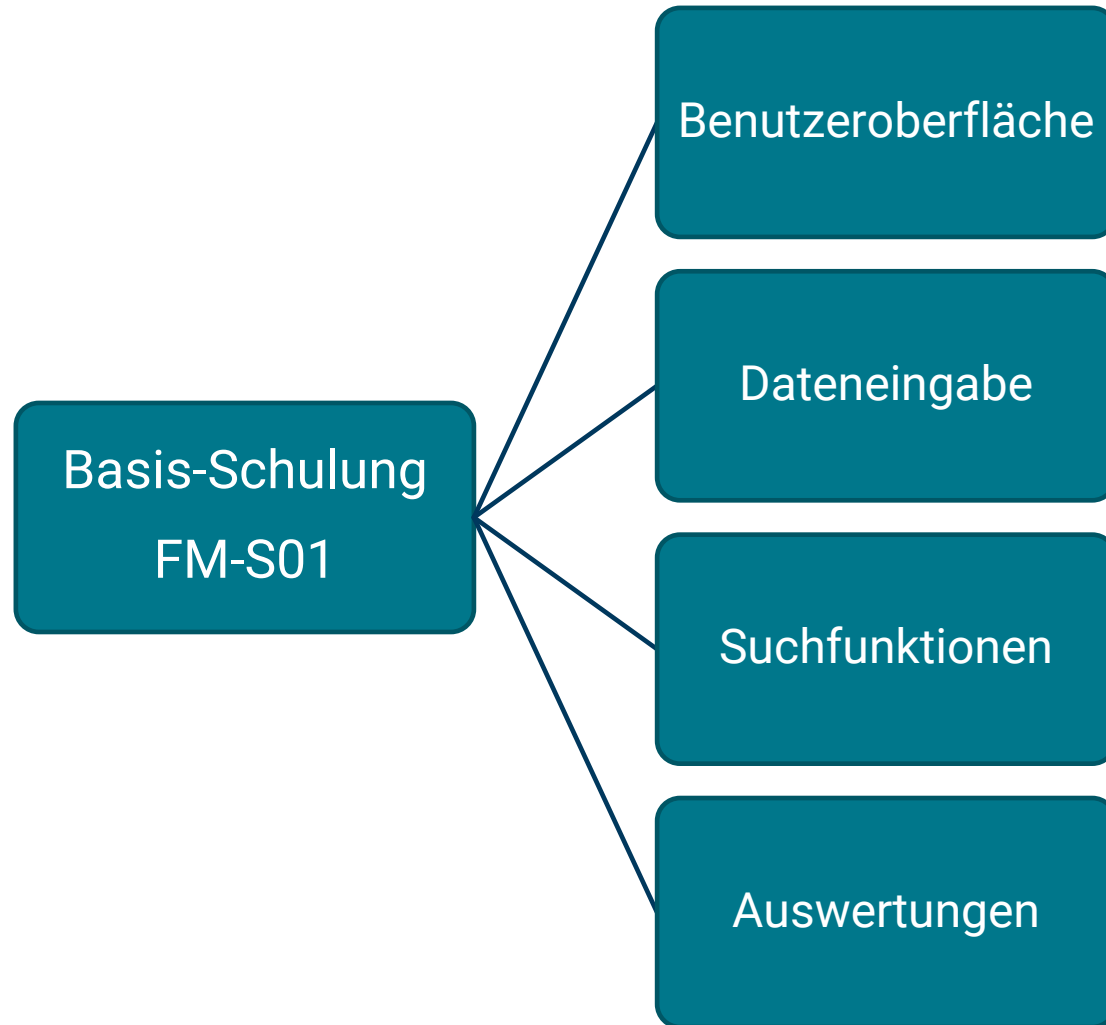 Basis-Schulung
FM-S01
Benutzeroberfläche
Dateneingabe
Suchfunktionen
Auswertungen